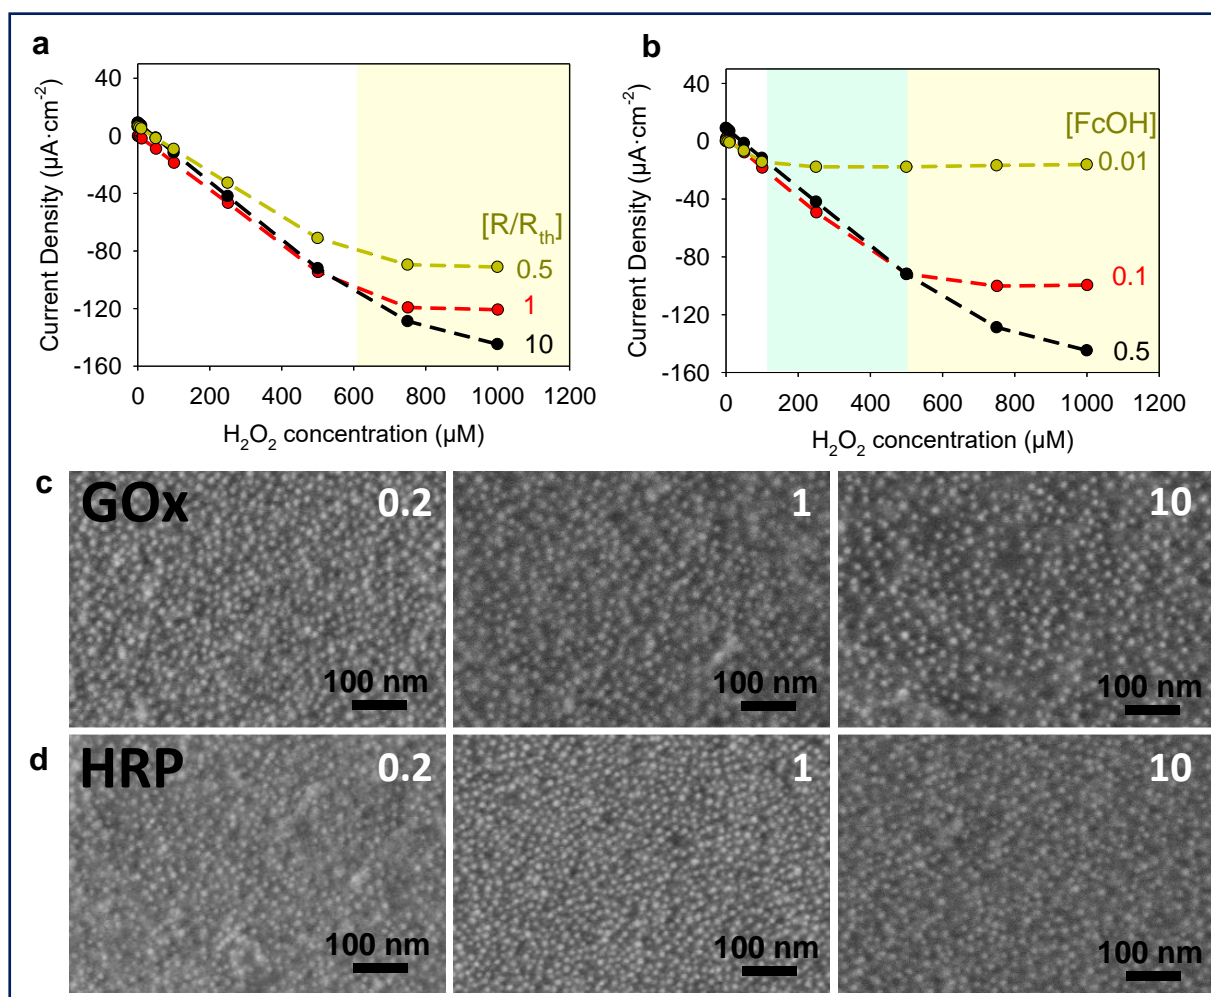 a
b
Current Density (µA·cm⁻²)
40
0
-40
-80
-120
-160
0
200
400
600
800
1000
1200
H₂O₂ concentration (µM)
[R/Rₜₕ]
0.5
1
10
Current Density (µA·cm⁻²)
40
0
-40
-80
-120
-160
0
200
400
600
800
1000
1200
H₂O₂ concentration (µM)
[FcOH]
0.01
0.1
0.5
c
GOx
0.2
100 nm
1
100 nm
10
100 nm
d
HRP
0.2
100 nm
1
100 nm
10
100 nm